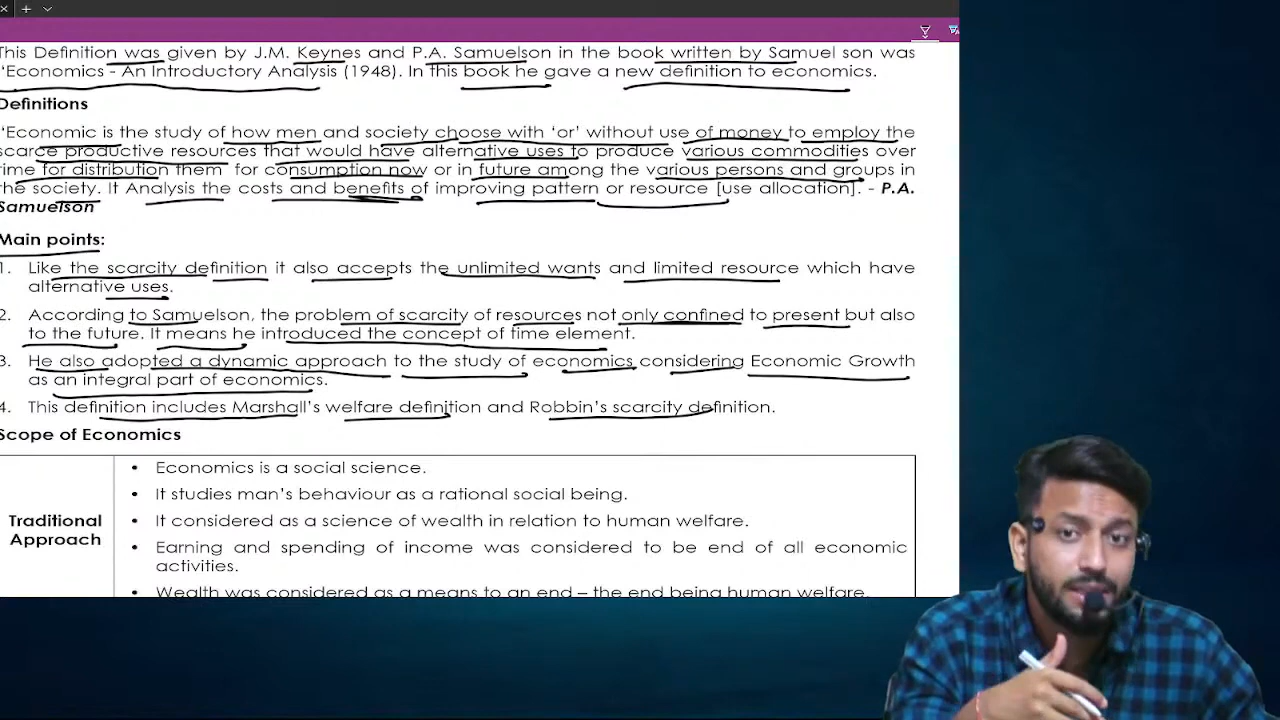 This Definition was given by J.M. Keynes and P.A. Samuelson in the book written by Samuel son was
'Economics - An Introductory Analysis (1948). In this book he gave a new definition to economics.
Definitions
'Economic is the study of how men and society choose with 'or' without use of money to employ the
scarce productive resources that would have alternative uses to produce various commodities over
time for distribution them for consumption now or in future among the various persons and groups in
the society. It Analysis the costs and benefits of improving pattern or resource [use allocation]. - P.A.
Samuelson
Main points:
1. Like the scarcity definition it also accepts the unlimited wants and limited resource which have
alternative uses.
2. According to Samuelson, the problem of scarcity of resources not only confined to present but also
to the future. It means he introduced the concept of time element.
3. He also adopted a dynamic approach to the study of economics considering Economic Growth
as an integral part of economics.
4. This definition includes Marshall's welfare definition and Robbin's scarcity definition.
Scope of Economics
Traditional
Approach
• Economics is a social science.
• It studies man's behaviour as a rational social being.
• It considered as a science of wealth in relation to human welfare.
• Earning and spending of income was considered to be end of all economic
activities.
• Wealth was considered as a means to an end – the end being human welfare.